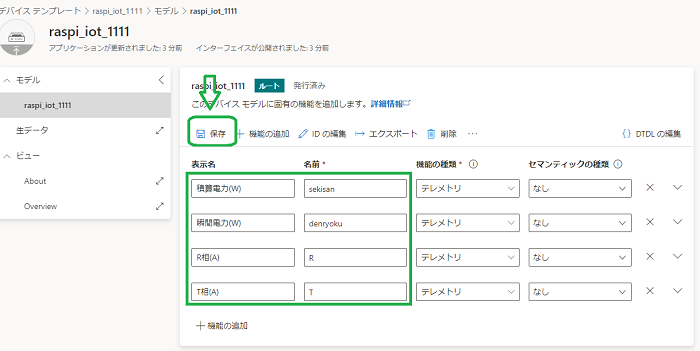 デバイス テンプレート > raspi_iot_1111 > モデル > raspi_iot_1111
raspi_iot_1111
アプリケーションが更新されました: 3 分前 インターフェイスが公開されました: 3 分前
モデル
raspi_iot_1111
生データ
ビュー
About
Overview
raspi_iot_1111 ルート 発行済み
このデバイス モデルに固有の機能を追加します。詳細情報
保存 機能の追加 ID の編集 エクスポート 削除 ... {} DTDL の編集
表示名 名前 * 機能の種類 * セマンティックの種類
積算電力(W) sekisan テレメトリ なし
瞬間電力(W) denryoku テレメトリ なし
R相(A) R テレメトリ なし
T相(A) T テレメトリ なし
機能の追加